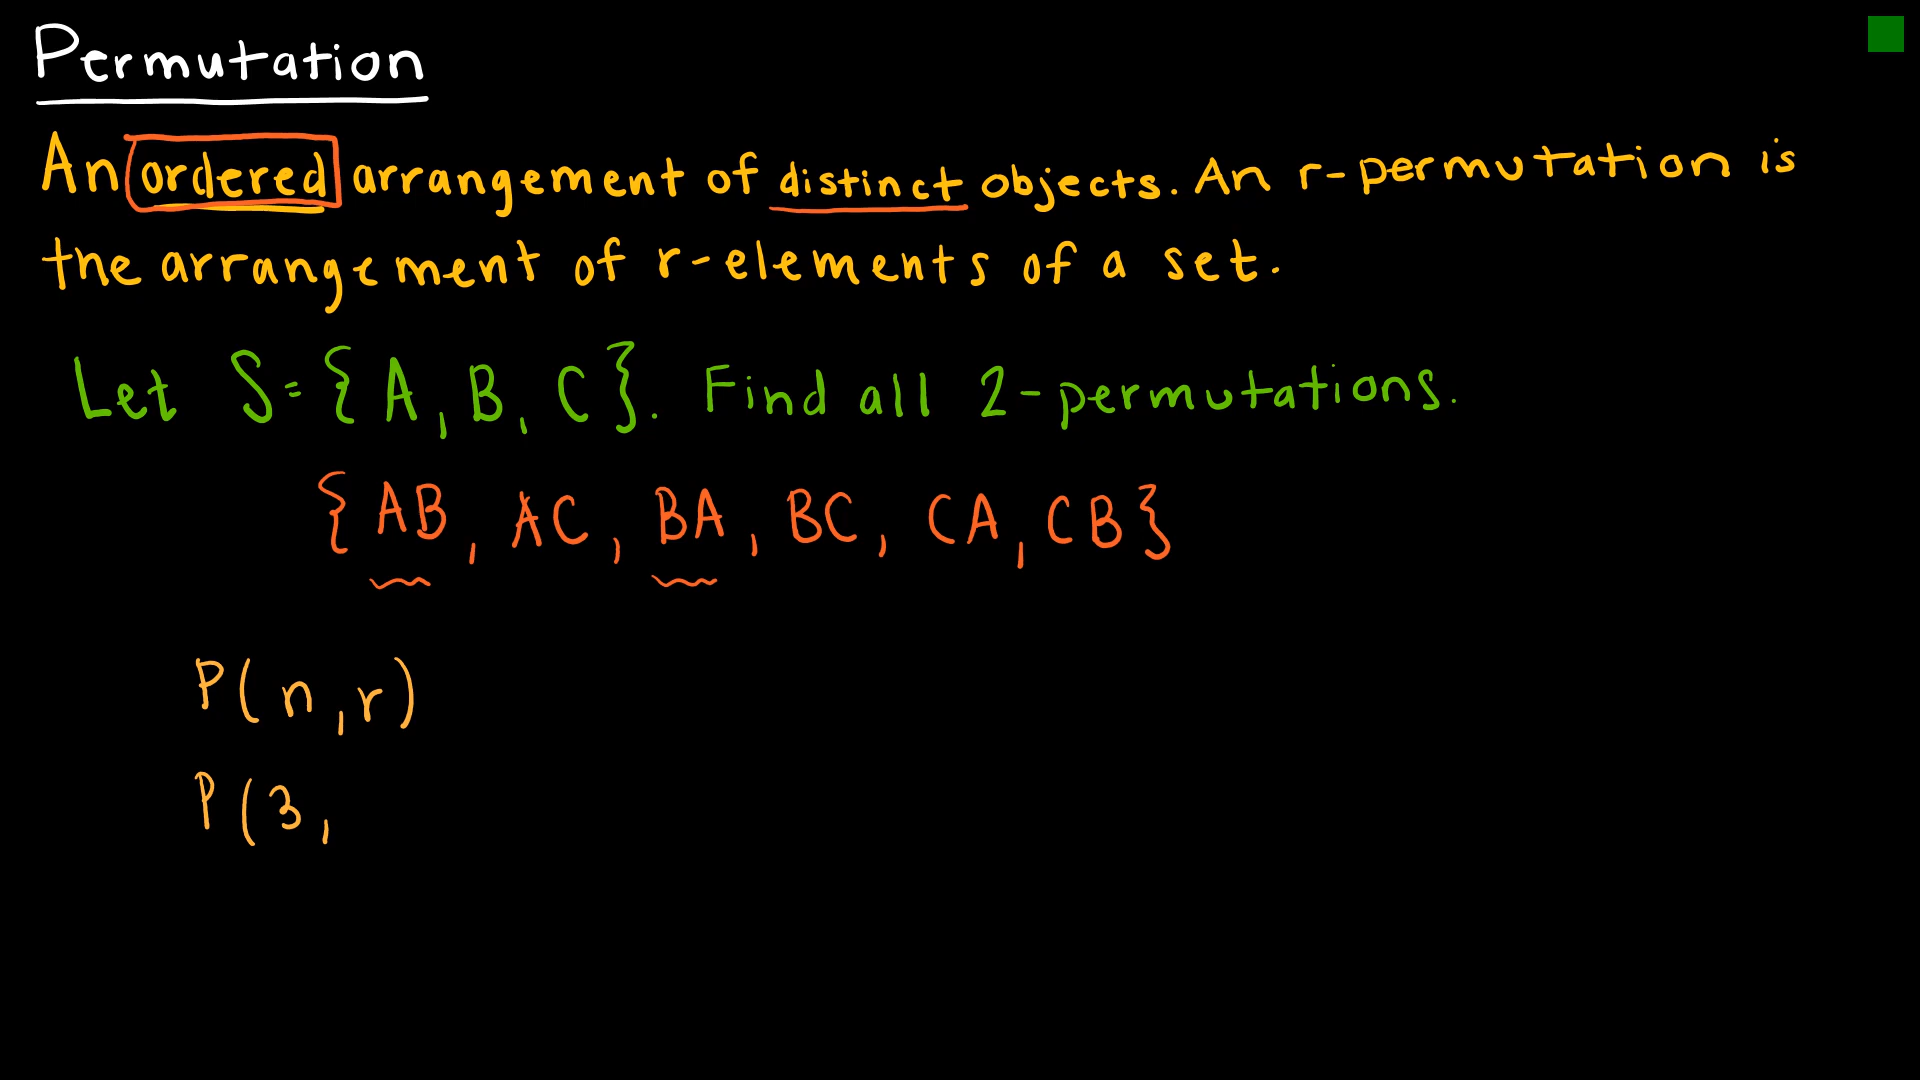 Permutation
An ordered arrangement of distinct objects. An r-permutation is
the arrangement of r-elements of a set.
Let S={A, B, C}. Find all 2-permutations.
{AB, AC, BA, BC, CA, CB}
P(n,r)
P(3,